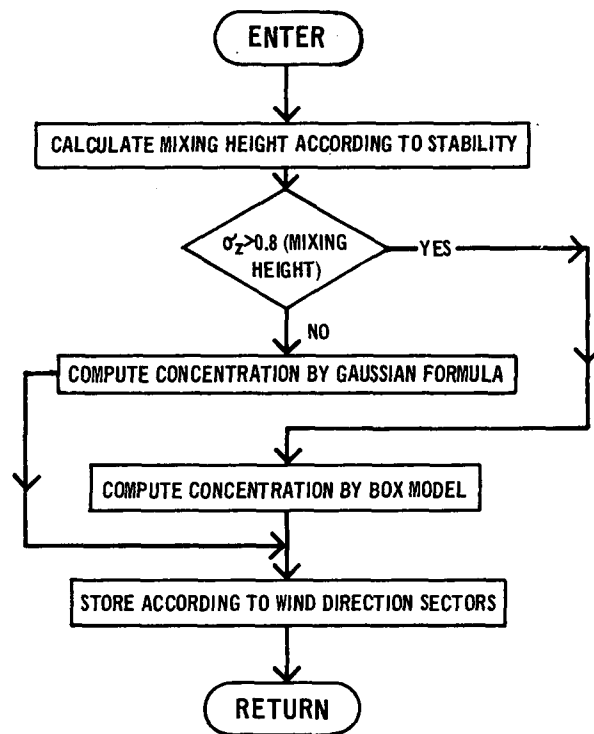 ENTER
CALCULATE MIXING HEIGHT ACCORDING TO STABILITY
σz>0.8 (MIXING
HEIGHT)
YES
NO
COMPUTE CONCENTRATION BY GAUSSIAN FORMULA
COMPUTE CONCENTRATION BY BOX MODEL
STORE ACCORDING TO WIND DIRECTION SECTORS
RETURN